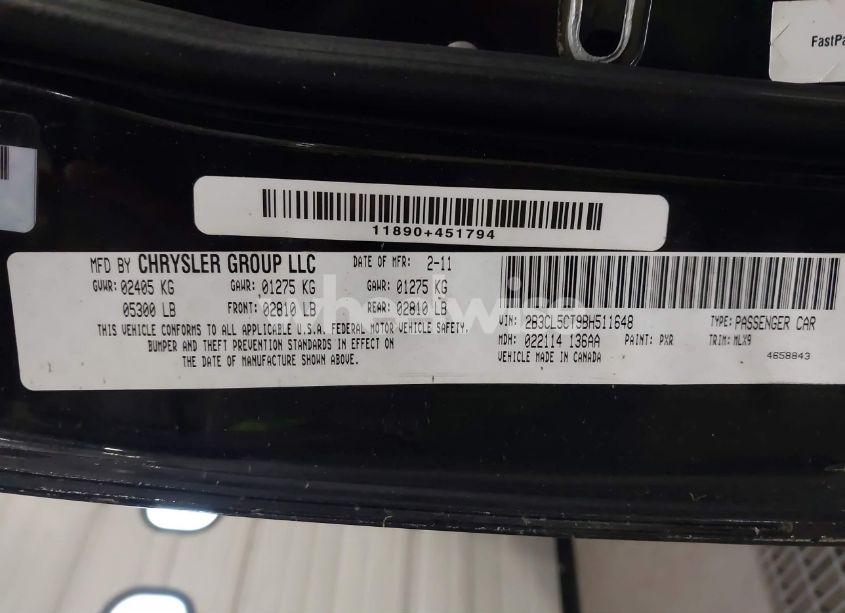 FastPa
11890+451794
MFD BY CHRYSLER GROUP LLC DATE OF MFR: 2-11
GVWR: 02405 KG GAWR: 01275 KG GAWR: 01275 KG
05300 LB FRONT: 02810 LB REAR: 02810 LB
THIS VEHICLE CONFORMS TO ALL APPLICABLE U.S.A. FEDERAL MOTOR VEHICLE SAFETY,
BUMPER AND THEFT PREVENTION STANDARDS IN EFFECT ON
THE DATE OF MANUFACTURE SHOWN ABOVE.
VIN: 2B3CL5CT9BH511648 TYPE: PASSENGER CAR
MDH: 022114 136AA PAINT: PXR TRIM: MLX9
VEHICLE MADE IN CANADA 4658843
wheelwise